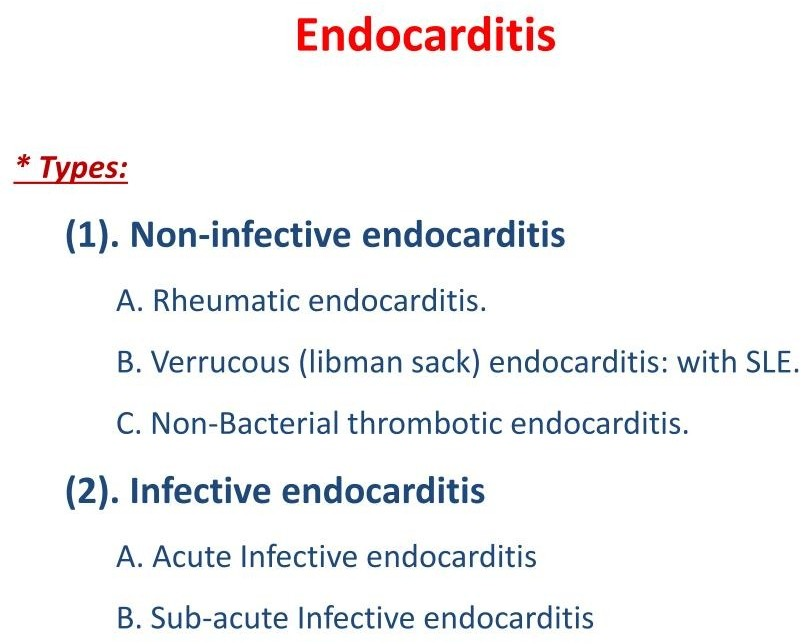 Endocarditis
* Types:
(1). Non-infective endocarditis
A. Rheumatic endocarditis.
B. Verrucous (libman sack) endocarditis: with SLE.
C. Non-Bacterial thrombotic endocarditis.
(2). Infective endocarditis
A. Acute Infective endocarditis
B. Sub-acute Infective endocarditis